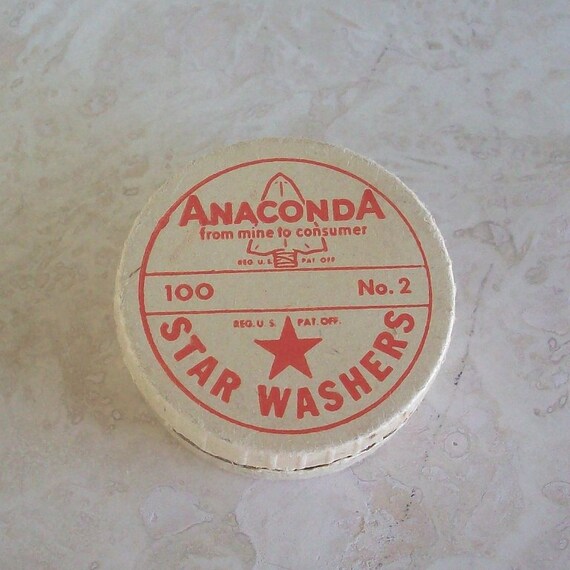 ANACONDA
from mine to consumer
REG. U.S. PAT. OFF.
100 No. 2
REG. U.S. PAT. OFF.
STAR WASHERS